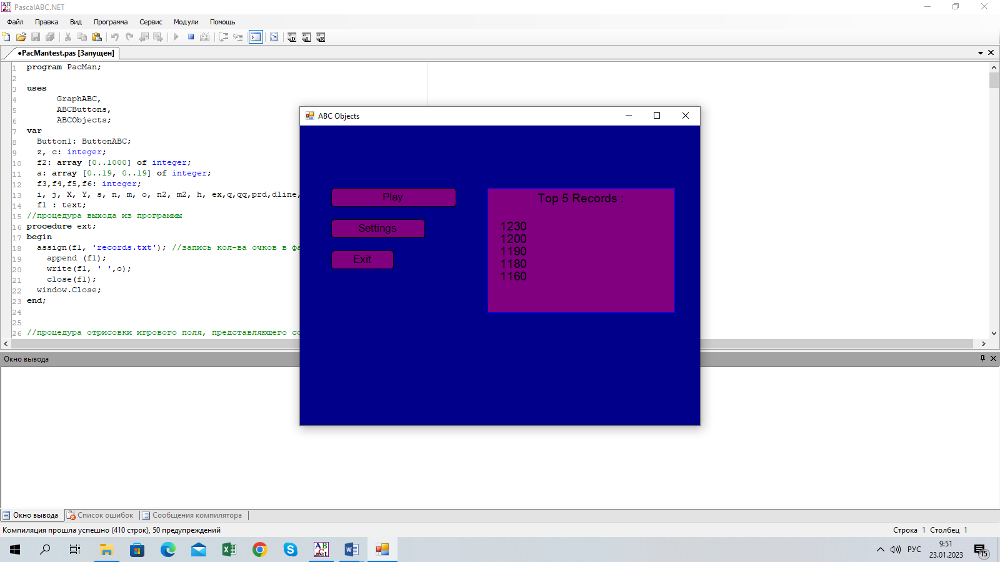 PascalABC.NET
Файл Правка Вид Программа Сервис Модули Помощь
•PacMantest.pas [Запущен]
1 program PacMan;
2
3 uses
4 GraphABC,
5 ABCButtons,
6 ABCObjects;
7 var
8 Button1: ButtonABC;
9 z, c: integer;
10 f2: array [0..1000] of integer;
11 a: array [0..19, 0..19] of integer;
12 f3,f4,f5,f6: integer;
13 i, j, X, Y, s, n, m, o, n2, m2, h, ex,q,qq,prd,dline,
14 f1 : text;
15 //процедура выхода из программы
16 procedure ext;
17 begin
18 assign(f1, 'records.txt'); //запись кол-ва очков в фа
19 append (f1);
20 write(f1, ' ',o);
21 close(f1);
22 window.Close;
23 end;
24
25
26 //процедура отрисовки игрового поля, представляющего со
ABC Objects
Play
Settings
Exit
Top 5 Records :
1230
1200
1190
1180
1160
Окно вывода
Окно вывода Список ошибок Сообщения компилятора
Компиляция прошла успешно (410 строк), 50 предупреждений
Строка 1 Столбец 1
РУС
9:51
23.01.2023
15